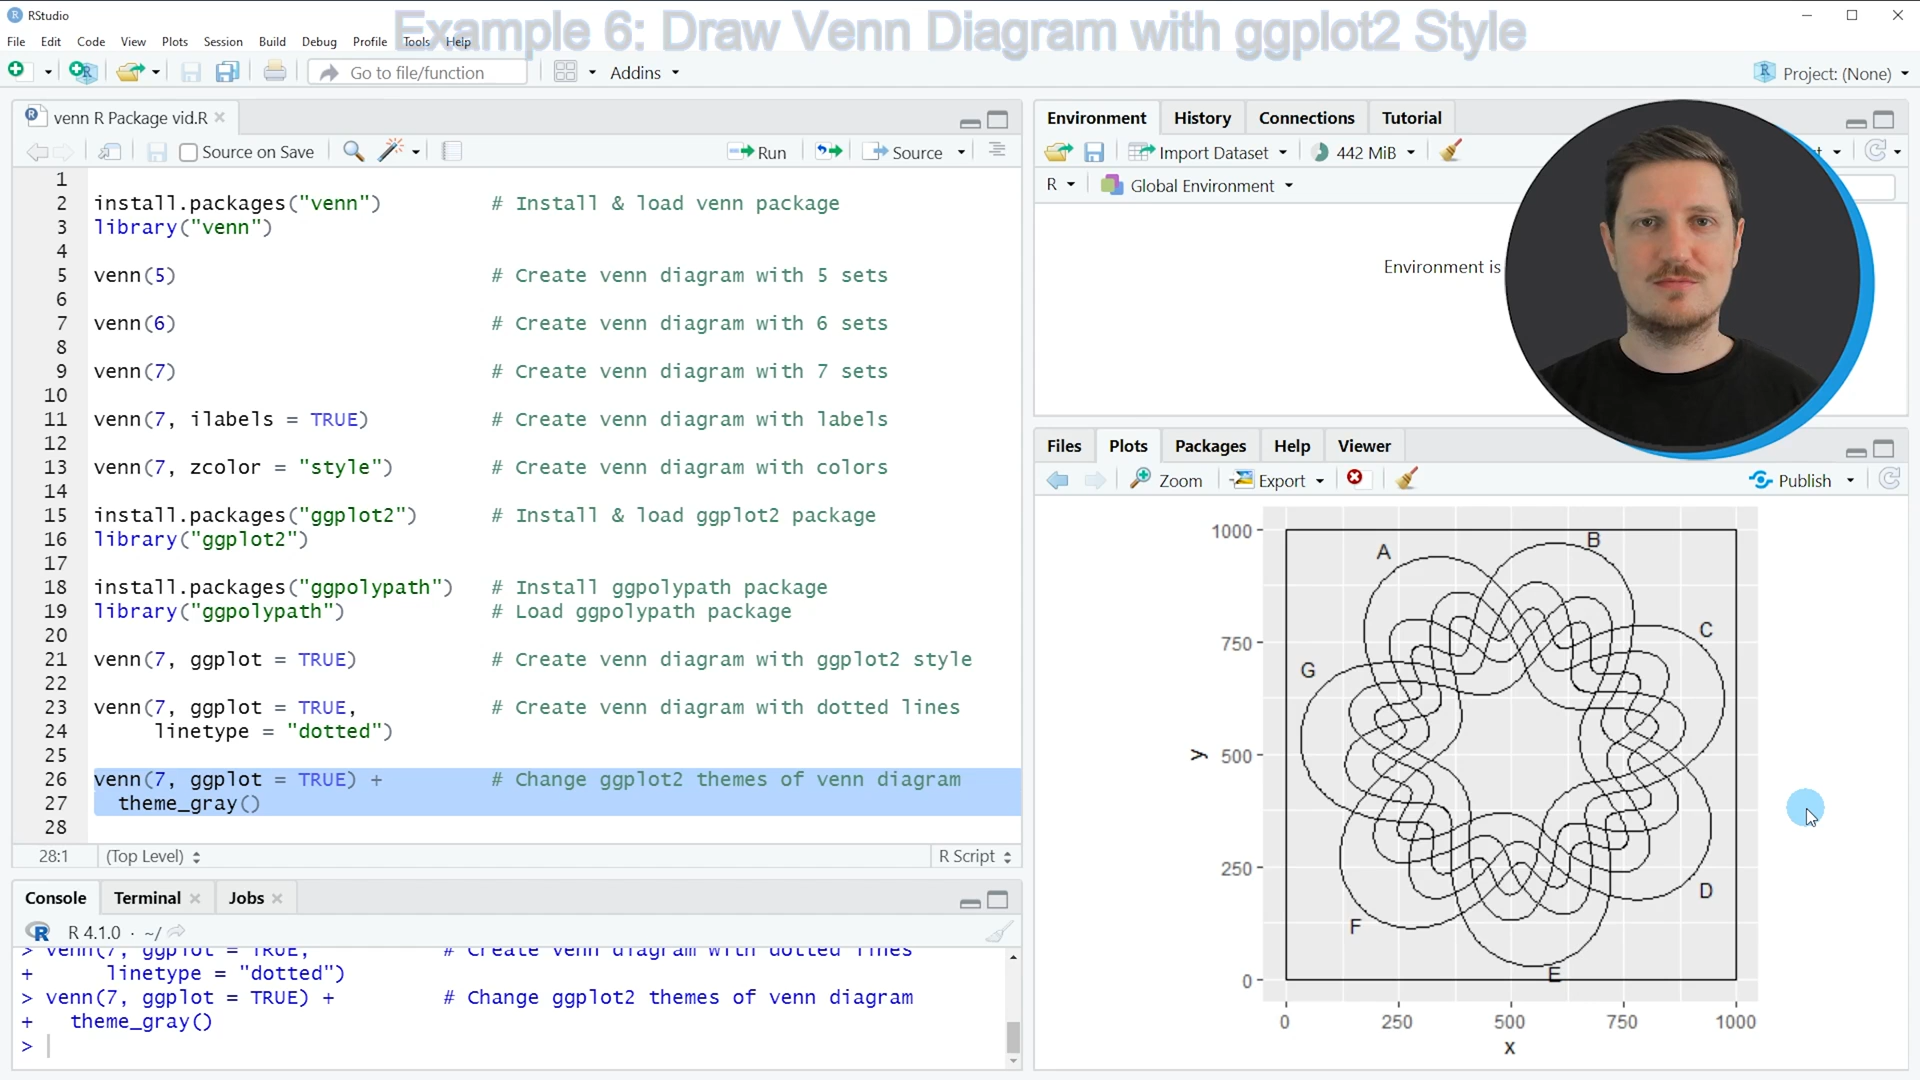 RStudio
Example 6: Draw Venn Diagram with ggplot2 Style
File Edit Code View Plots Session Build Debug Profile Tools Help
Go to file/function Addins Project: (None)
venn R Package vid.R
Source on Save Run Source
1
2 install.packages("venn") # Install & load venn package
3 library("venn")
4
5 venn(5) # Create venn diagram with 5 sets
6
7 venn(6) # Create venn diagram with 6 sets
8
9 venn(7) # Create venn diagram with 7 sets
10
11 venn(7, ilabels = TRUE) # Create venn diagram with labels
12
13 venn(7, zcolor = "style") # Create venn diagram with colors
14
15 install.packages("ggplot2") # Install & load ggplot2 package
16 library("ggplot2")
17
18 install.packages("ggpolypath") # Install ggpolypath package
19 library("ggpolypath") # Load ggpolypath package
20
21 venn(7, ggplot = TRUE) # Create venn diagram with ggplot2 style
22
23 venn(7, ggplot = TRUE, # Create venn diagram with dotted lines
24 linetype = "dotted")
25
26 venn(7, ggplot = TRUE) + # Change ggplot2 themes of venn diagram
27 theme_gray()
28
28:1 (Top Level) R Script
Console Terminal Jobs
R 4.1.0 · ~/
> venn(7, ggplot = TRUE, # Create venn diagram with dotted lines
+ linetype = "dotted")
> venn(7, ggplot = TRUE) + # Change ggplot2 themes of venn diagram
+ theme_gray()
>
Environment History Connections Tutorial
Import Dataset 442 MiB
R Global Environment
Environment is
Files Plots Packages Help Viewer
Zoom Export Publish
1000
750
500
250
0
y
A
B
C
G
D
F
E
0 250 500 750 1000
x